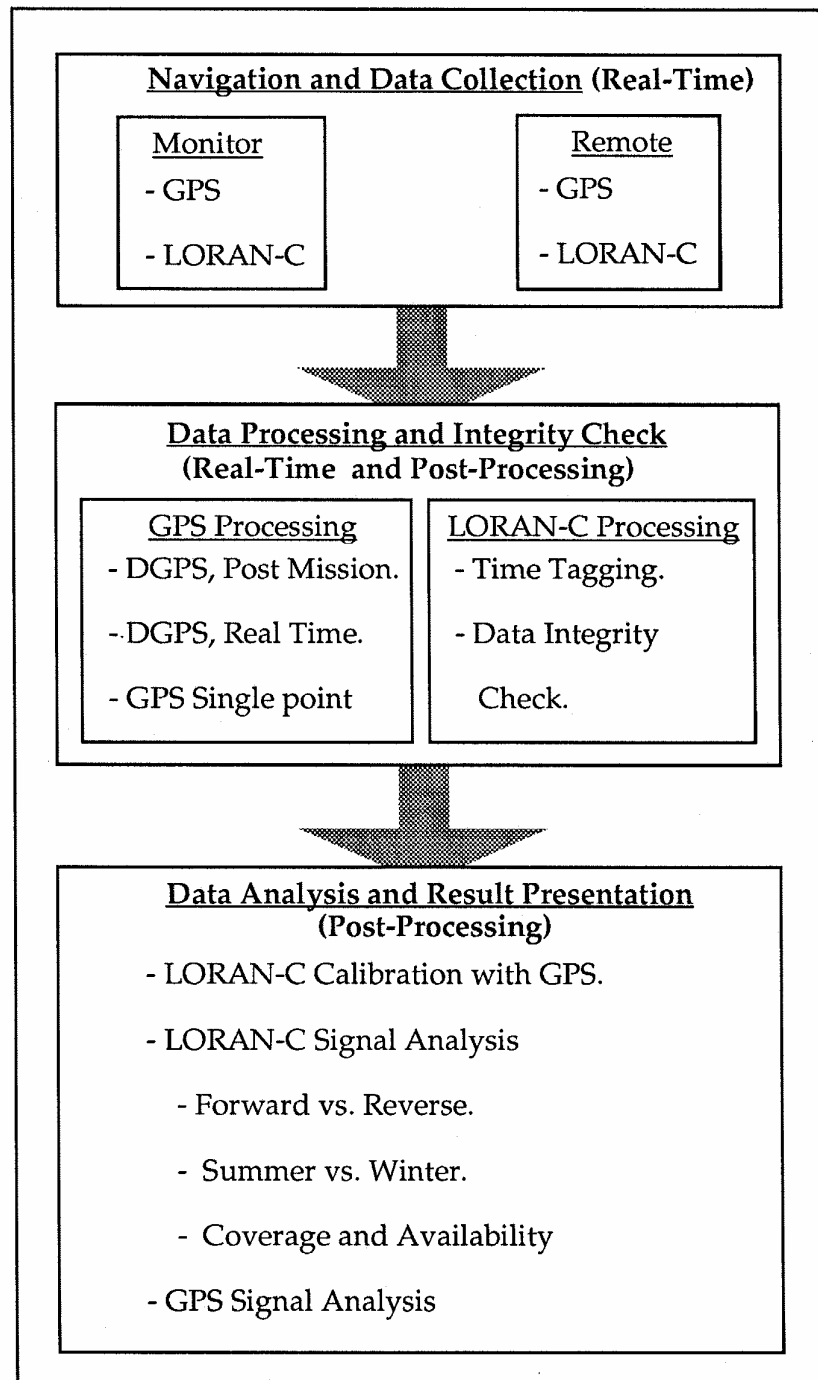 Navigation and Data Collection (Real-Time)
Monitor
- GPS
- LORAN-C
Remote
- GPS
- LORAN-C
Data Processing and Integrity Check
(Real-Time and Post-Processing)
GPS Processing
- DGPS, Post Mission.
- DGPS, Real Time.
- GPS Single point
LORAN-C Processing
- Time Tagging.
- Data Integrity
Check.
Data Analysis and Result Presentation
(Post-Processing)
- LORAN-C Calibration with GPS.
- LORAN-C Signal Analysis
- Forward vs. Reverse.
- Summer vs. Winter.
- Coverage and Availability
- GPS Signal Analysis